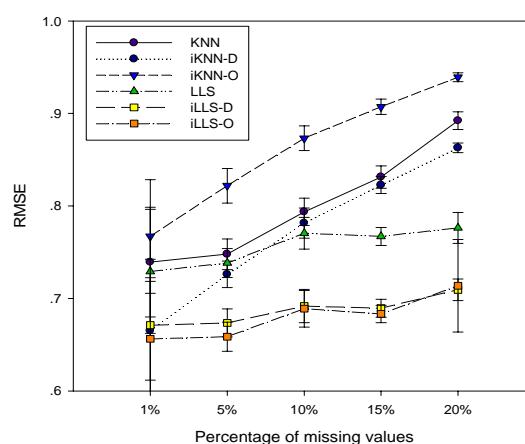 1.0
.9
.8
.7
.6
RMSE
KNN
iKNN-D
iKNN-O
LLS
iLLS-D
iLLS-O
1%
5%
10%
15%
20%
Percentage of missing values